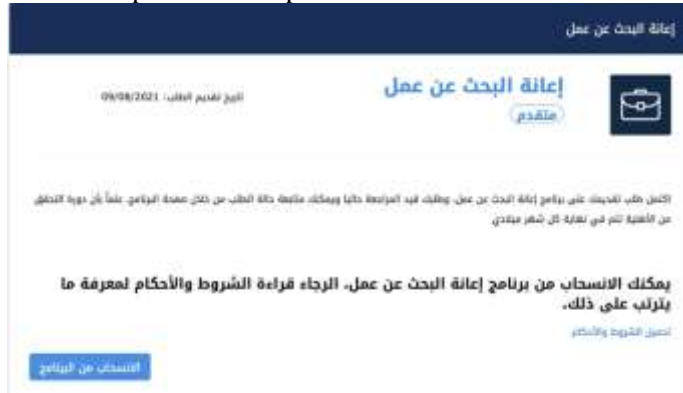 إعانة البحث عن عمل
إعانة البحث عن عمل
متقدم
تاريخ تقديم الطلب: 09/08/2021
اكتمل طلب تقديمك على برنامج إعانة البحث عن عمل، وطلبك قيد المراجعة حاليا ويمكنك متابعة حالة الطلب من خلال صفحة البرنامج، علماً بأن دورة التحقق
من الأهلية تتم في نهاية كل شهر ميلادي.
يمكنك الانسحاب من برنامج إعانة البحث عن عمل، الرجاء قراءة الشروط والأحكام لمعرفة ما
يترتب على ذلك.
تحميل الشروط والأحكام
الانسحاب من البرنامج